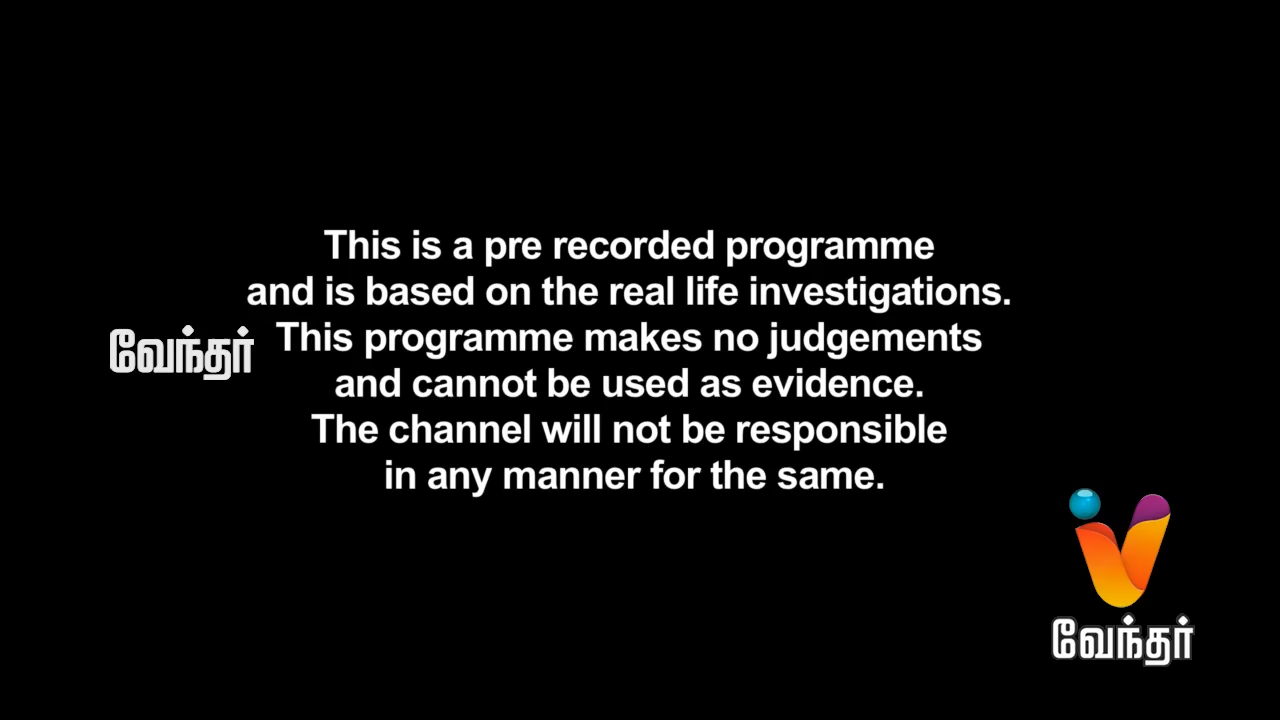 This is a pre recorded programme
and is based on the real life investigations.
வேந்தர்
This programme makes no judgements
and cannot be used as evidence.
The channel will not be responsible
in any manner for the same.
வேந்தர்